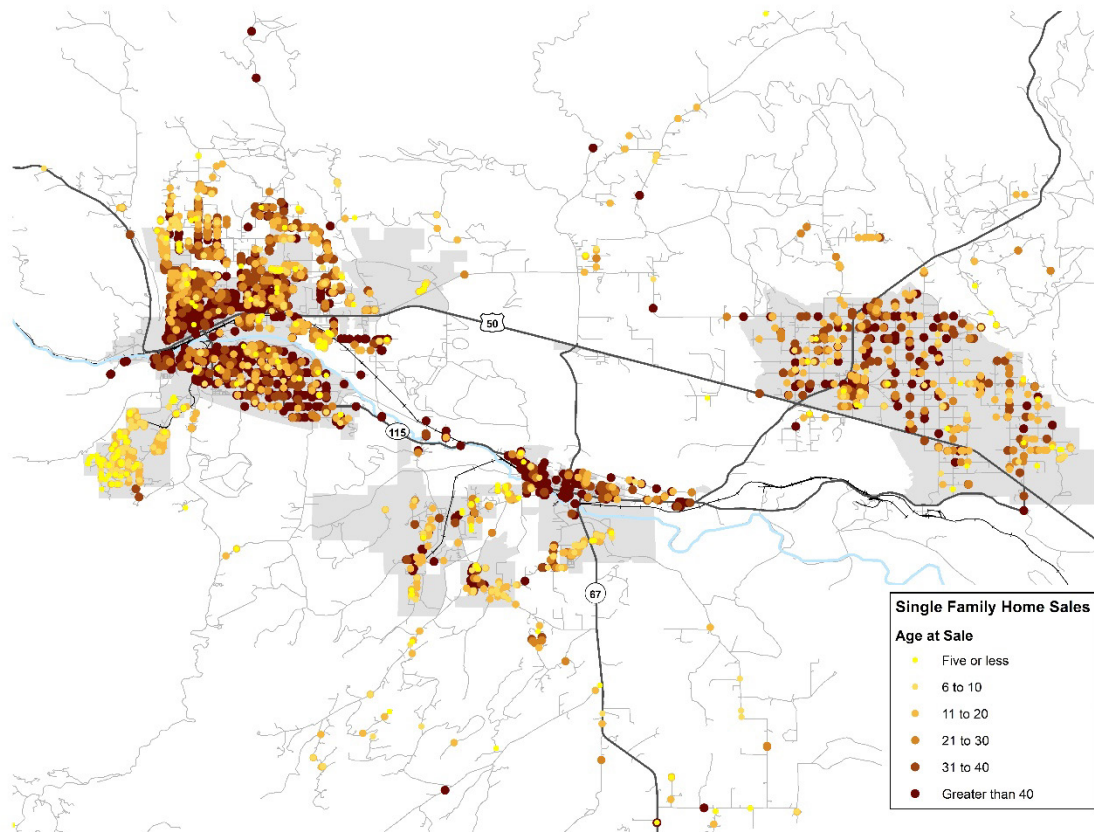 50
115
67
Single Family Home Sales
Age at Sale
Five or less
6 to 10
11 to 20
21 to 30
31 to 40
Greater than 40